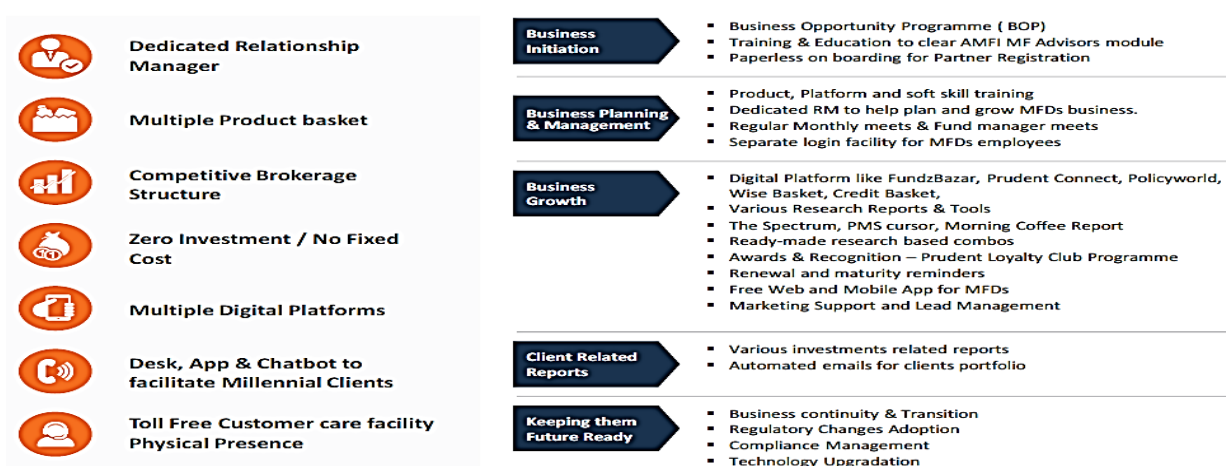 Dedicated Relationship
Manager
Multiple Product basket
Competitive Brokerage
Structure
Zero Investment / No Fixed
Cost
Multiple Digital Platforms
Desk, App & Chatbot to
facilitate Millennial Clients
Toll Free Customer care facility
Physical Presence
Business
Initiation
▪ Business Opportunity Programme ( BOP)
▪ Training & Education to clear AMFI MF Advisors module
▪ Paperless on boarding for Partner Registration
Business Planning
& Management
▪ Product, Platform and soft skill training
▪ Dedicated RM to help plan and grow MFDs business.
▪ Regular Monthly meets & Fund manager meets
▪ Separate login facility for MFDs employees
Business
Growth
▪ Digital Platform like FundzBazar, Prudent Connect, Policyworld,
Wise Basket, Credit Basket,
▪ Various Research Reports & Tools
▪ The Spectrum, PMS cursor, Morning Coffee Report
▪ Ready-made research based combos
▪ Awards & Recognition – Prudent Loyalty Club Programme
▪ Renewal and maturity reminders
▪ Free Web and Mobile App for MFDs
▪ Marketing Support and Lead Management
Client Related
Reports
▪ Various investments related reports
▪ Automated emails for clients portfolio
Keeping them
Future Ready
▪ Business continuity & Transition
▪ Regulatory Changes Adoption
▪ Compliance Management
▪ Technology Upgradation